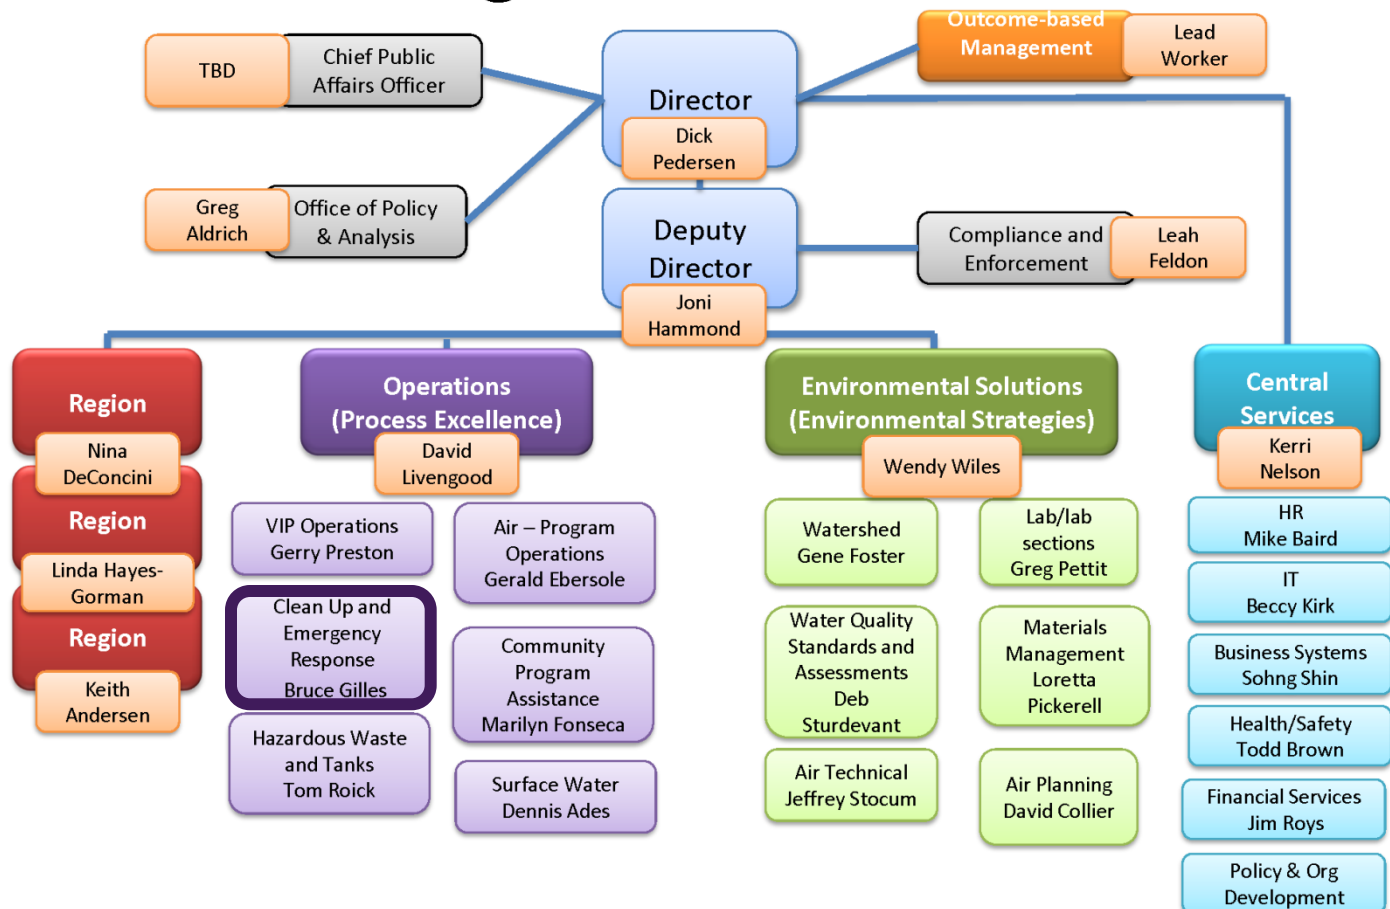 Outcome-based
Management
Lead
Worker
TBD
Chief Public
Affairs Officer
Director
Dick
Pedersen
Greg
Aldrich
Office of Policy
& Analysis
Deputy
Director
Joni
Hammond
Compliance and
Enforcement
Leah
Feldon
Region
Nina
DeConcini
Region
Linda Hayes-
Gorman
Region
Keith
Andersen
Operations
(Process Excellence)
David
Livengood
VIP Operations
Gerry Preston
Air – Program
Operations
Gerald Ebersole
Clean Up and
Emergency
Response
Bruce Gilles
Community
Program
Assistance
Marilyn Fonseca
Hazardous Waste
and Tanks
Tom Roick
Surface Water
Dennis Ades
Environmental Solutions
(Environmental Strategies)
Wendy Wiles
Watershed
Gene Foster
Lab/lab
sections
Greg Pettit
Water Quality
Standards and
Assessments
Deb
Sturdevant
Materials
Management
Loretta
Pickerell
Air Technical
Jeffrey Stocum
Air Planning
David Collier
Central
Services
Kerri
Nelson
HR
Mike Baird
IT
Beccy Kirk
Business Systems
Sohng Shin
Health/Safety
Todd Brown
Financial Services
Jim Roys
Policy & Org
Development